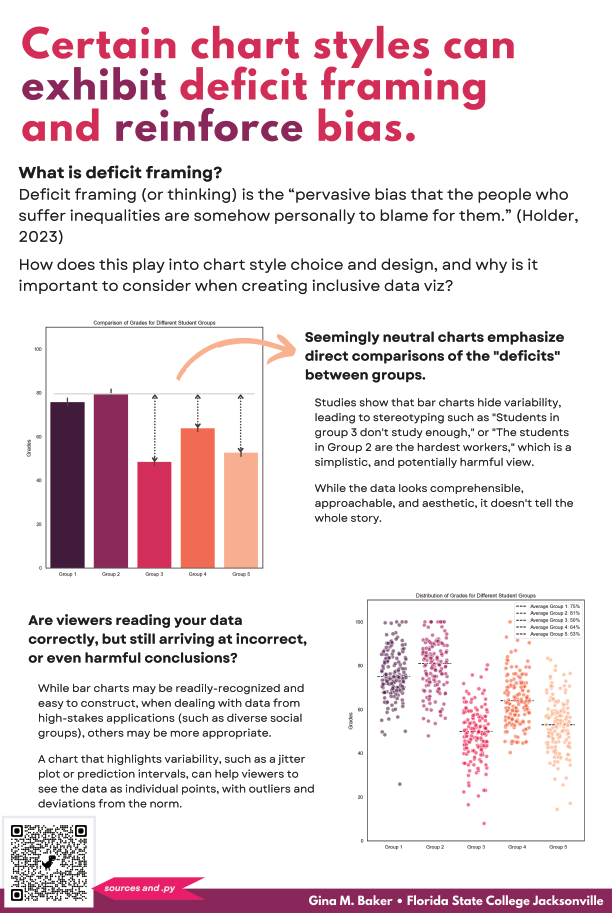 Certain chart styles can
exhibit deficit framing
and reinforce bias.
What is deficit framing?
Deficit framing (or thinking) is the “pervasive bias that the people who
suffer inequalities are somehow personally to blame for them.” (Holder,
2023)
How does this play into chart style choice and design, and why is it
important to consider when creating inclusive data viz?
Comparison of Grades for Different Student Groups
100
80
60
40
20
0
Grades
Group 1
Group 2
Group 3
Group 4
Group 5
Seemingly neutral charts emphasize
direct comparisons of the "deficits"
between groups.
Studies show that bar charts hide variability,
leading to stereotyping such as "Students in
group 3 don't study enough," or "The students
in Group 2 are the hardest workers," which is a
simplistic, and potentially harmful view.
While the data looks comprehensible,
approachable, and aesthetic, it doesn't tell the
whole story.
Are viewers reading your data
correctly, but still arriving at incorrect,
or even harmful conclusions?
While bar charts may be readily-recognized and
easy to construct, when dealing with data from
high-stakes applications (such as diverse social
groups), others may be more appropriate.
A chart that highlights variability, such as a jitter
plot or prediction intervals, can help viewers to
see the data as individual points, with outliers and
deviations from the norm.
Distribution of Grades for Different Student Groups
Average Group 1: 75%
Average Group 2: 81%
Average Group 3: 50%
Average Group 4: 64%
Average Group 5: 53%
100
80
60
40
20
0
Grades
Group 1
Group 2
Group 3
Group 4
Group 5
sources and .py
Gina M. Baker • Florida State College Jacksonville